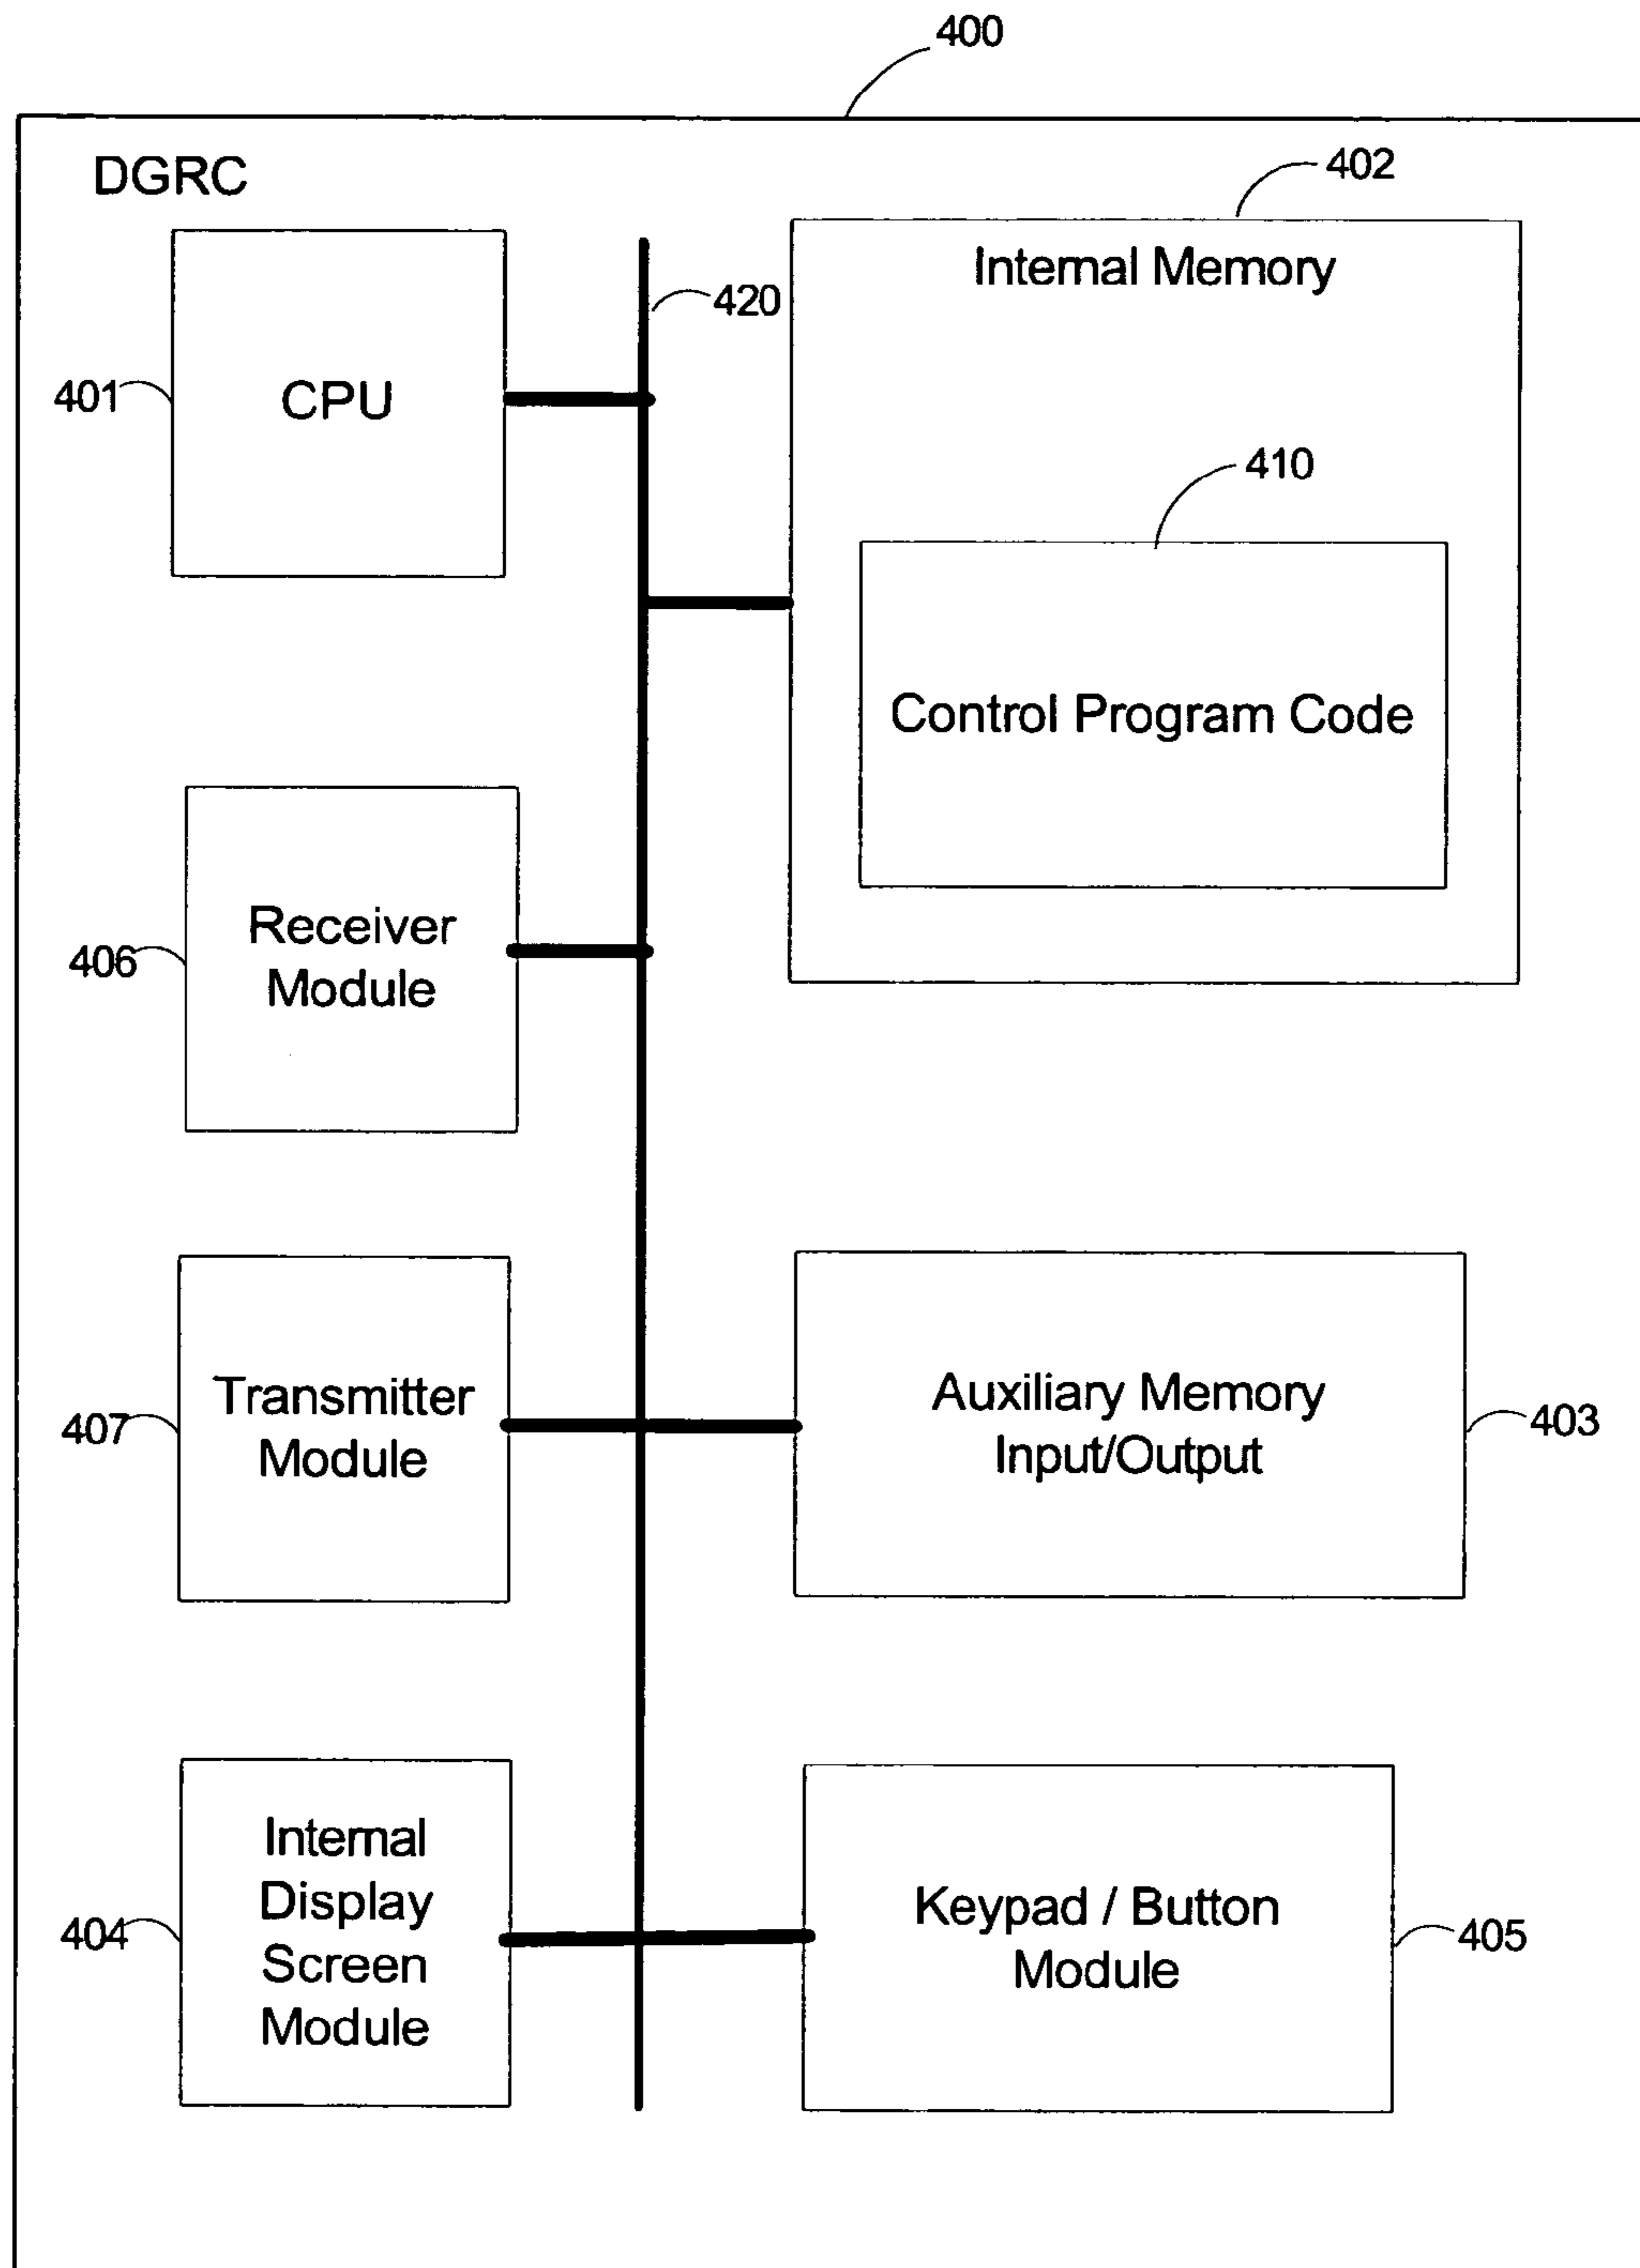 400
DGRC
402
Internal Memory
420
401
CPU
410
Control Program Code
406
Receiver
Module
407
Transmitter
Module
Auxiliary Memory
Input/Output
403
404
Internal
Display
Screen
Module
Keypad / Button
Module
405